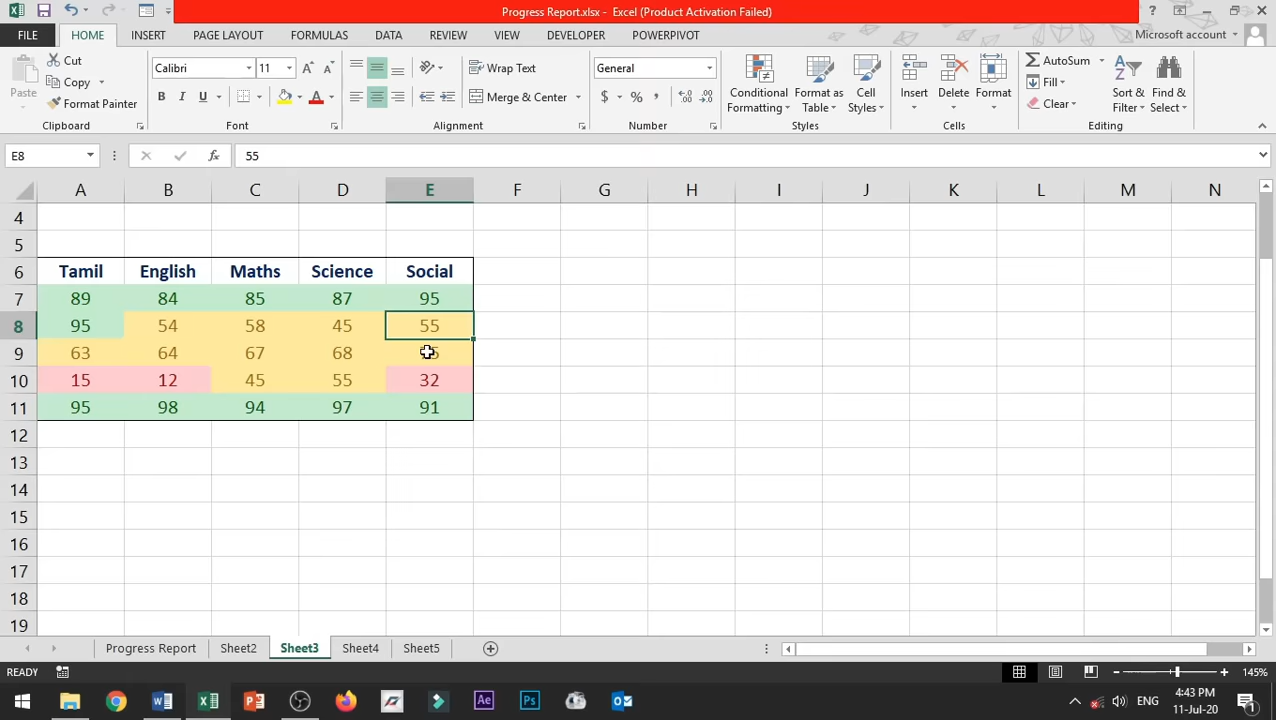 Progress Report.xlsx - Excel (Product Activation Failed)
FILE HOME INSERT PAGE LAYOUT FORMULAS DATA REVIEW VIEW DEVELOPER POWERPIVOT Microsoft account
Cut
Copy
Format Painter
Paste
Clipboard
Calibri 11
B I U A
Font
Wrap Text
Merge & Center
Alignment
General
$ % ,
Number
Conditional Formatting
Format as Table
Cell Styles
Styles
Insert Delete Format
Cells
AutoSum
Fill
Clear
Sort & Filter
Find & Select
Editing
E8 fx 55
A B C D E F G H I J K L M N
4
5
6 Tamil English Maths Science Social
7 89 84 85 87 95
8 95 54 58 45 55
9 63 64 67 68
10 15 12 45 55 32
11 95 98 94 97 91
12
13
14
15
16
17
18
19
Progress Report Sheet2 Sheet3 Sheet4 Sheet5
READY 145%
ENG 4:43 PM
11-Jul-20